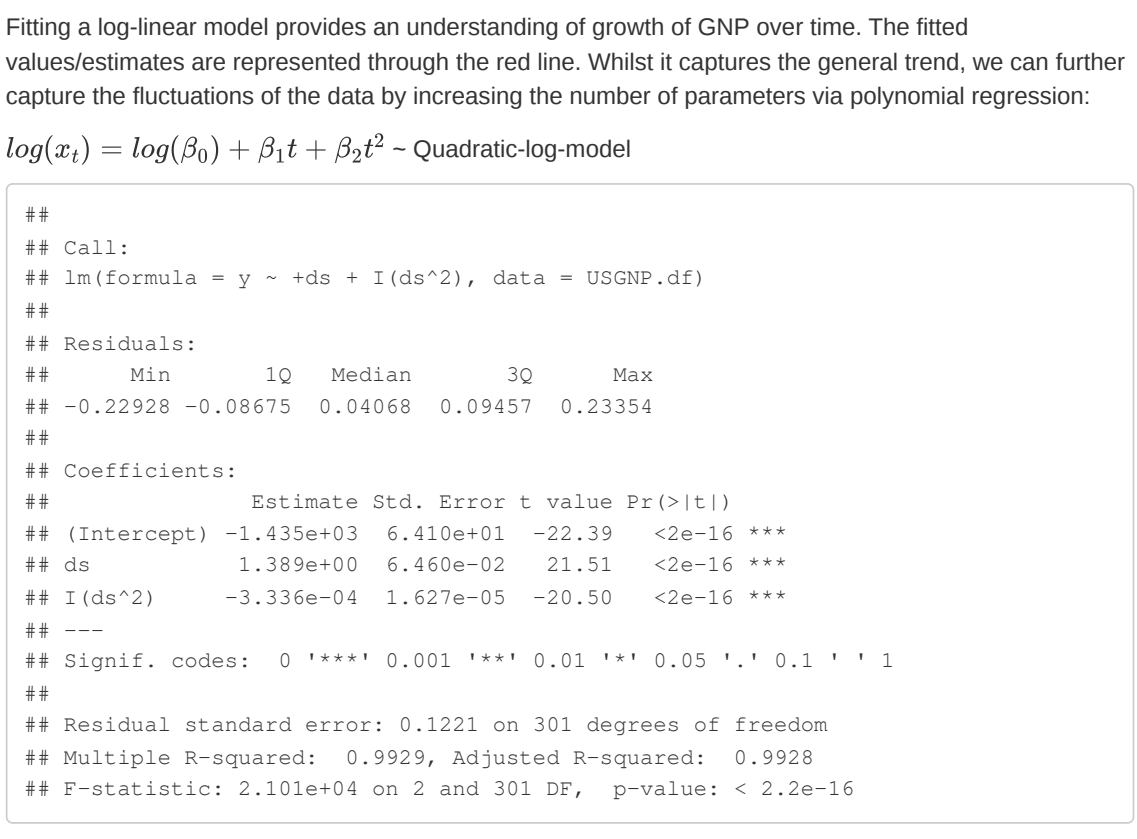 Fitting a log-linear model provides an understanding of growth of GNP over time. The fitted
values/estimates are represented through the red line. Whilst it captures the general trend, we can further
capture the fluctuations of the data by increasing the number of parameters via polynomial regression:
log(xₜ) = log(β₀) + β₁t + β₂t² ~ Quadratic-log-model
##
## Call:
## lm(formula = y ~ +ds + I(ds^2), data = USGNP.df)
##
## Residuals:
##      Min       1Q   Median       3Q      Max
## -0.22928 -0.08675  0.04068  0.09457  0.23354
##
## Coefficients:
##               Estimate Std. Error t value Pr(>|t|)
## (Intercept) -1.435e+03  6.410e+01  -22.39   <2e-16 ***
## ds           1.389e+00  6.460e-02   21.51   <2e-16 ***
## I(ds^2)     -3.336e-04  1.627e-05  -20.50   <2e-16 ***
## ---
## Signif. codes:  0 '***' 0.001 '**' 0.01 '*' 0.05 '.' 0.1 ' ' 1
##
## Residual standard error: 0.1221 on 301 degrees of freedom
## Multiple R-squared:  0.9929, Adjusted R-squared:  0.9928
## F-statistic: 2.101e+04 on 2 and 301 DF,  p-value: < 2.2e-16